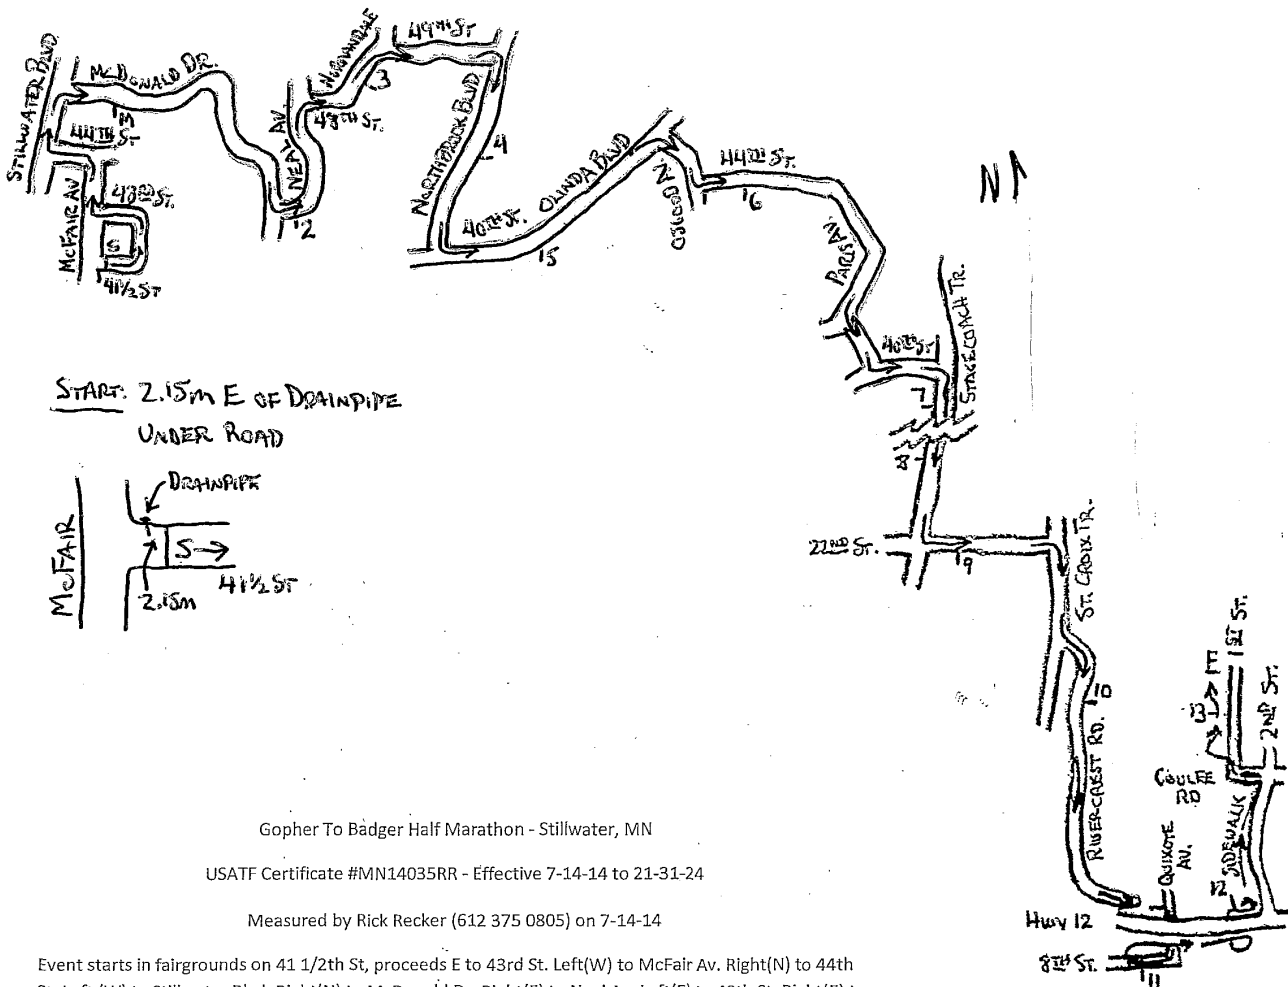 STILLWATER BLVD.
McDONALD DR.
M
44TH ST
43RD ST.
McFAIR AV
S
41½ ST
NEAL AV
2
NORMANDALE
48TH ST.
3
49TH ST
NORTHBROOK BLVD.
4
40TH ST.
OLINDA BLVD
5
OSGOOD AV
44TH ST.
6
N
PARIS AV.
40TH ST
STAGECOACH TR.
7
8
START: 2.15m E OF DRAINPIPE
UNDER ROAD
DRAINPIPE
McFAIR
S
2.15m
41½ ST
22ND ST.
9
ST. CROIX TR.
10
RIVERCREST RD.
13
F
1ST ST.
2ND ST.
COULEE
RD
SIDEWALK
QUIXOTE
AV.
12
Hwy 12
8TH ST.
11
Gopher To Badger Half Marathon - Stillwater, MN
USATF Certificate #MN14035RR - Effective 7-14-14 to 21-31-24
Measured by Rick Recker (612 375 0805) on 7-14-14
Event starts in fairgrounds on 41 1/2th St, proceeds E to 43rd St. Left(W) to McFair Av. Right(N) to 44th